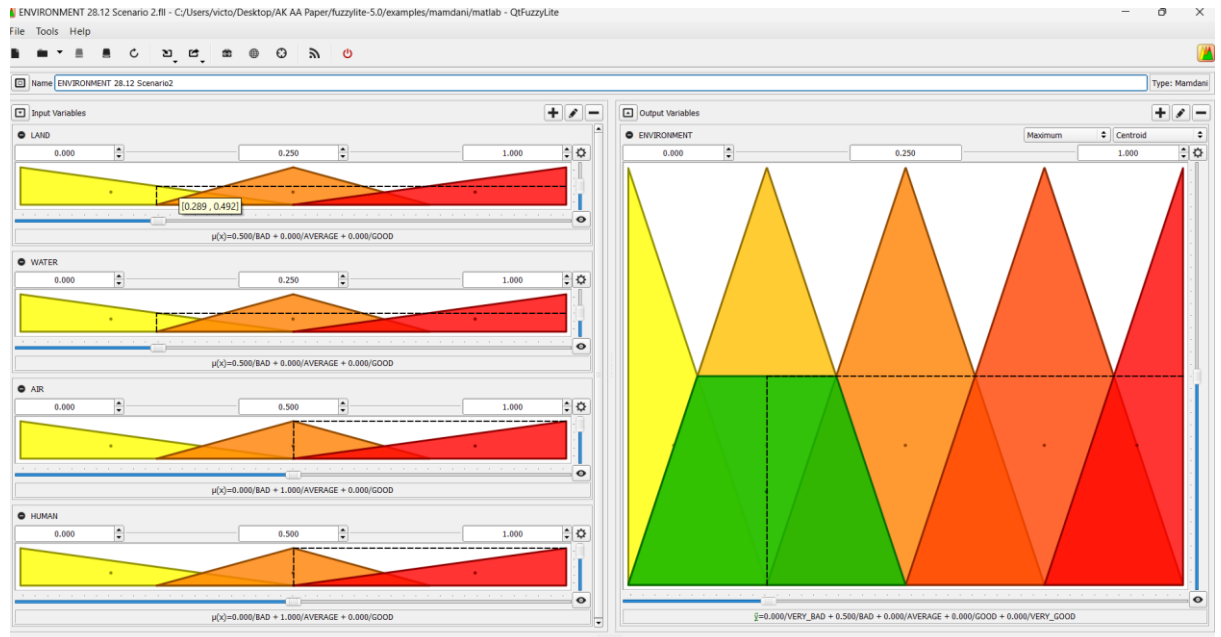 ENVIRONMENT 28.12 Scenario 2.fll - C:/Users/victo/Desktop/AK AA Paper/fuzzylite-5.0/examples/mamdani/matlab - QtFuzzyLite
File Tools Help
Name ENVIRONMENT 28.12 Scenario2 Type: Mamdani
Input Variables
LAND
0.000 0.250 1.000
[0.289 , 0.492]
μ(x)=0.500/BAD + 0.000/AVERAGE + 0.000/GOOD
WATER
0.000 0.250 1.000
μ(x)=0.500/BAD + 0.000/AVERAGE + 0.000/GOOD
AIR
0.000 0.500 1.000
μ(x)=0.000/BAD + 1.000/AVERAGE + 0.000/GOOD
HUMAN
0.000 0.500 1.000
μ(x)=0.000/BAD + 1.000/AVERAGE + 0.000/GOOD
Output Variables
ENVIRONMENT Maximum Centroid
0.000 0.250 1.000
ỹ=0.000/VERY_BAD + 0.500/BAD + 0.000/AVERAGE + 0.000/GOOD + 0.000/VERY_GOOD